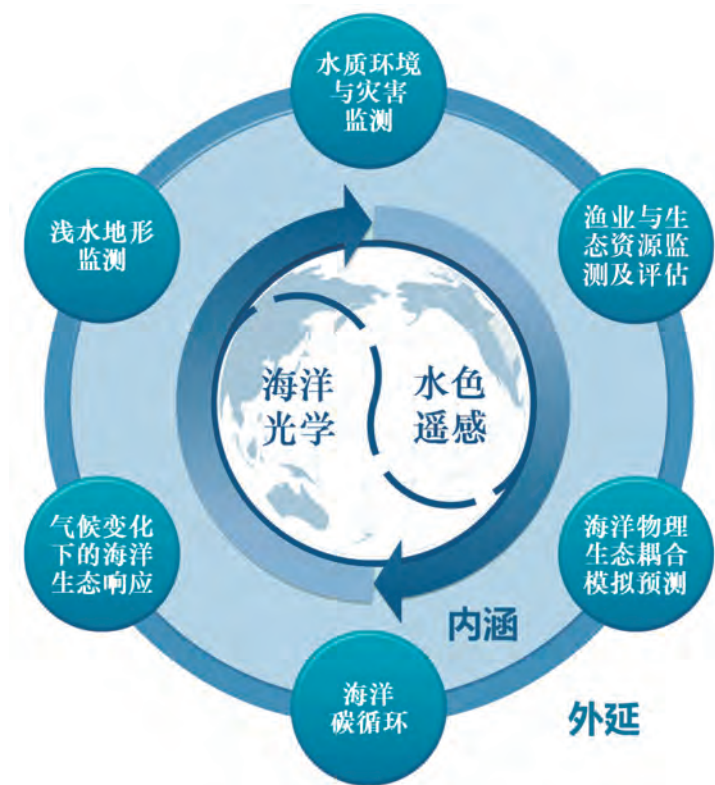 水质环境
与灾害
监测
浅水地形
监测
渔业与生
态资源监
测及评估
海洋
光学
水色
遥感
气候变化
下的海洋
生态响应
海洋物理
生态耦合
模拟预测
内涵
海洋
碳循环
外延